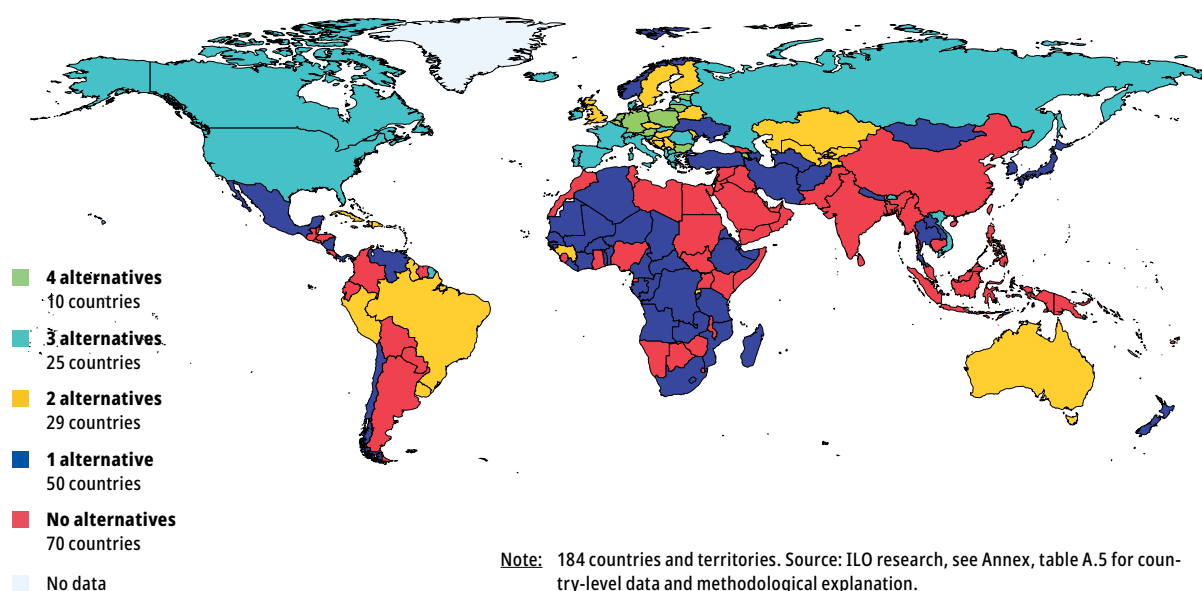 4 alternatives
10 countries
3 alternatives
25 countries
2 alternatives
29 countries
1 alternative
50 countries
No alternatives
70 countries
No data
Note: 184 countries and territories. Source: ILO research, see Annex, table A.5 for coun-
try-level data and methodological explanation.